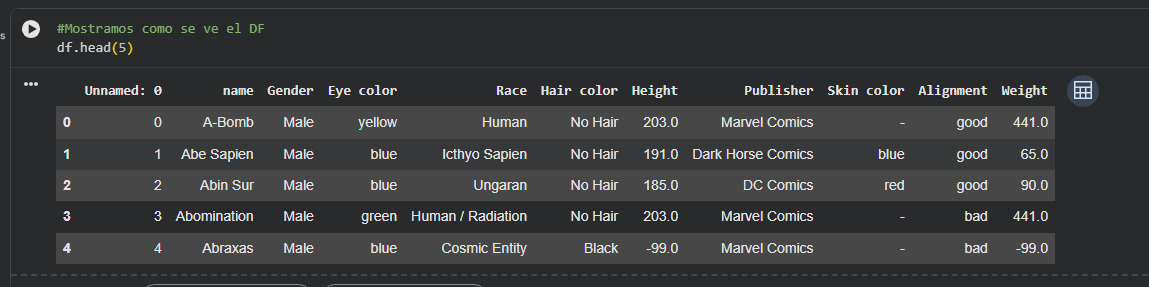 s
#Mostramos como se ve el DF
df.head(5)
Unnamed: 0 name Gender Eye color Race Hair color Height Publisher Skin color Alignment Weight
0 0 A-Bomb Male yellow Human No Hair 203.0 Marvel Comics - good 441.0
1 1 Abe Sapien Male blue Icthyo Sapien No Hair 191.0 Dark Horse Comics blue good 65.0
2 2 Abin Sur Male blue Ungaran No Hair 185.0 DC Comics red good 90.0
3 3 Abomination Male green Human / Radiation No Hair 203.0 Marvel Comics - bad 441.0
4 4 Abraxas Male blue Cosmic Entity Black -99.0 Marvel Comics - bad -99.0